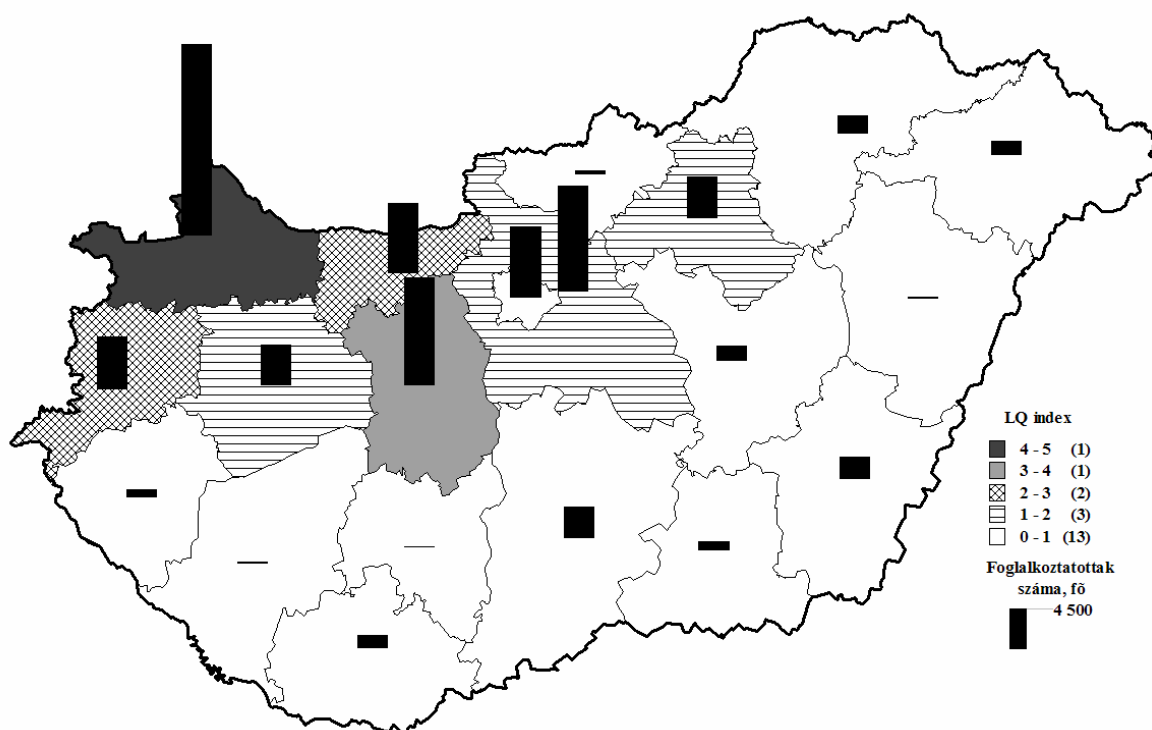 LQ index
4 - 5 (1)
3 - 4 (1)
2 - 3 (2)
1 - 2 (3)
0 - 1 (13)
Foglalkoztatottak
száma, fõ
4 500